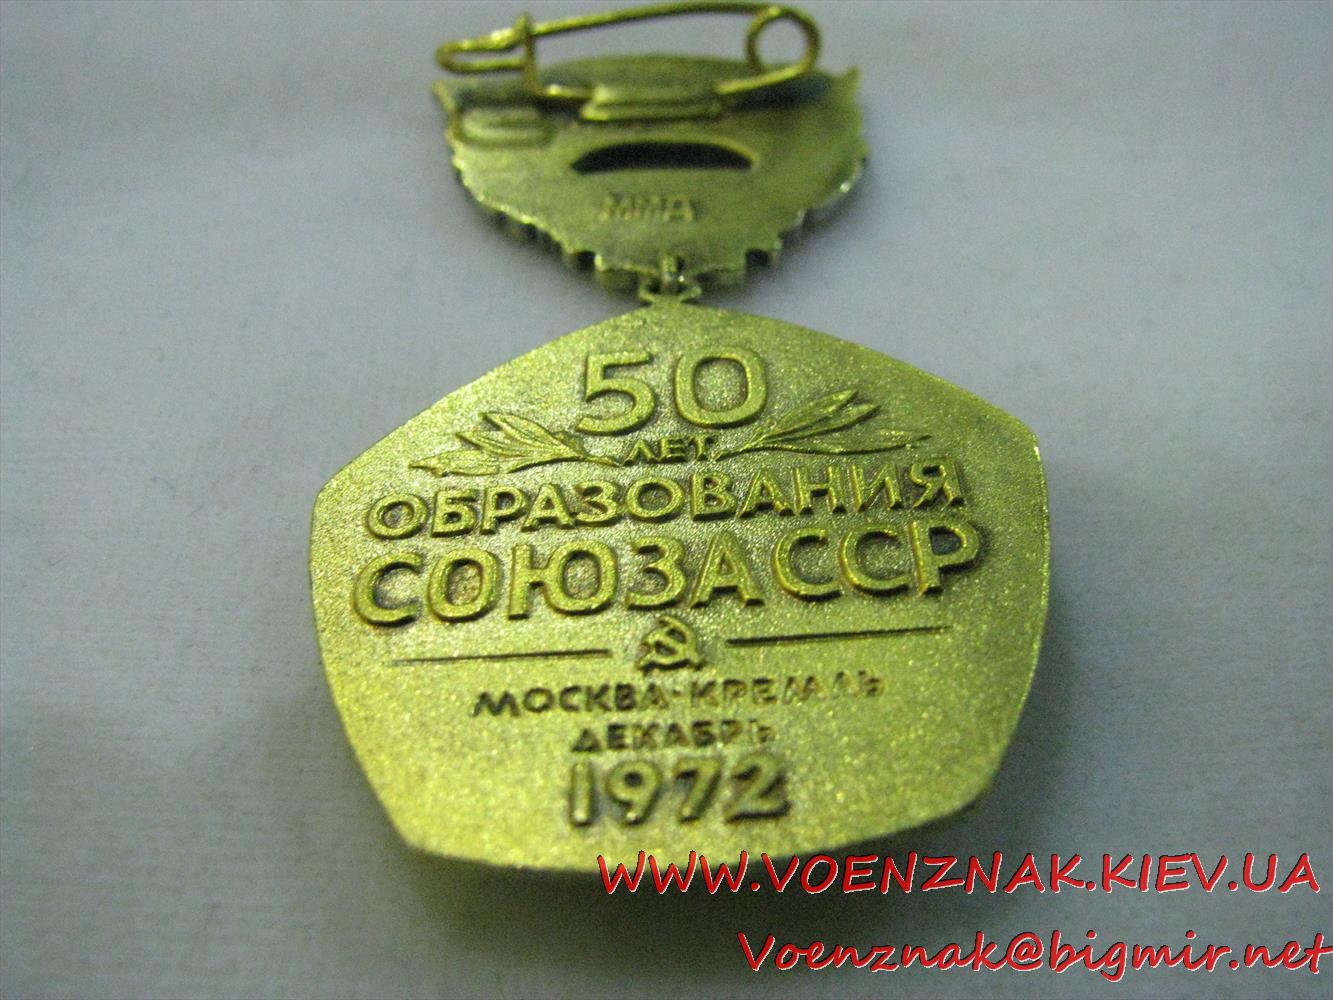 ММД
50
ЛЕТ
ОБРАЗОВАНИЯ
СОЮЗА ССР
МОСКВА-КРЕМЛЬ
ДЕКАБРЬ
1972
WWW.VOENZNAK.KIEV.UA
Voenznak@bigmir.net